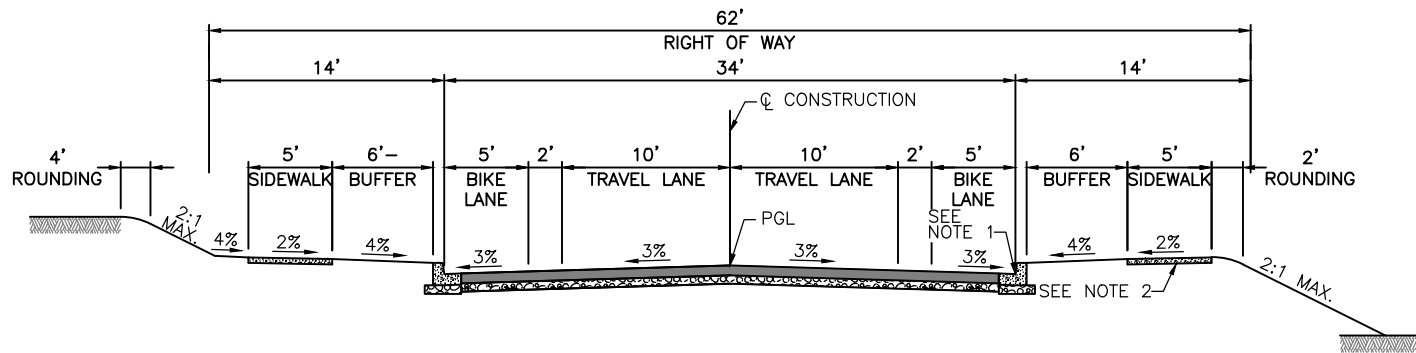 62'
RIGHT OF WAY
14' 34' 14'
℄ CONSTRUCTION
4' 5' 6'- 5' 2' 10' 10' 2' 5' 6' 5' 2'
ROUNDING SIDEWALK BUFFER BIKE TRAVEL LANE TRAVEL LANE BIKE BUFFER SIDEWALK ROUNDING
LANE LANE
2:1
MAX.
PGL
SEE
NOTE 1
4% 2% 4% 3% 3% 3% 3% 4% 2%
2:1 MAX.
SEE NOTE 2